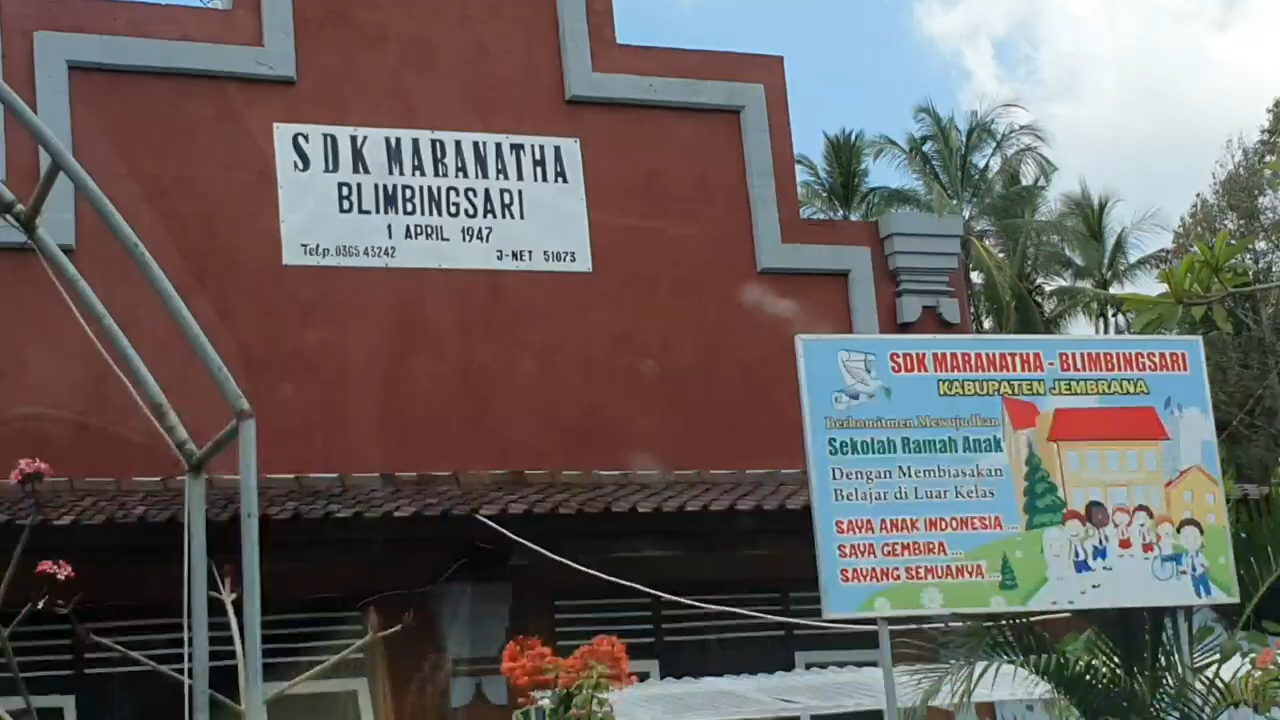 SDK MARANATHA
BLIMBINGSARI
1 APRIL 1947
Telp.0365 43242
J-NET 51073
SDK MARANATHA - BLIMBINGSARI
KABUPATEN JEMBRANA
Berkomitmen Mewujudkan
Sekolah Ramah Anak
Dengan Membiasakan
Belajar di Luar Kelas
SAYA ANAK INDONESIA ...
SAYA GEMBIRA ...
SAYANG SEMUANYA ...